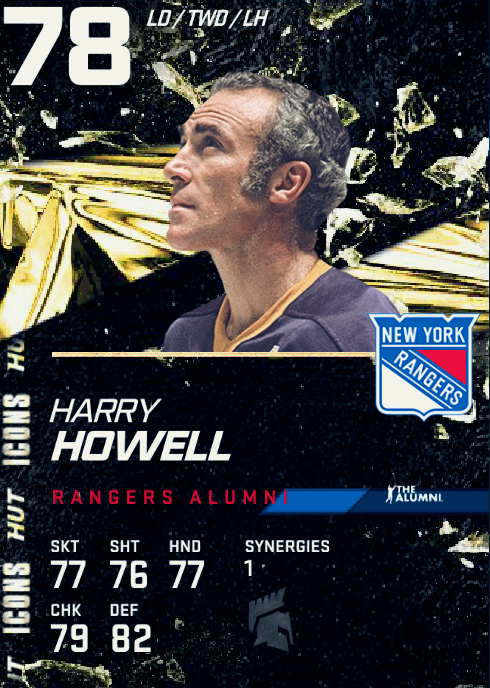 78
LD / TWD / LH
NEW YORK
RANGERS
HARRY
HOWELL
RANGERS ALUMNI
THE
ALUMNI.
SKT SHT HND SYNERGIES
77 76 77 1
CHK DEF
79 82
HUT
ICONS
HUT
ICONS